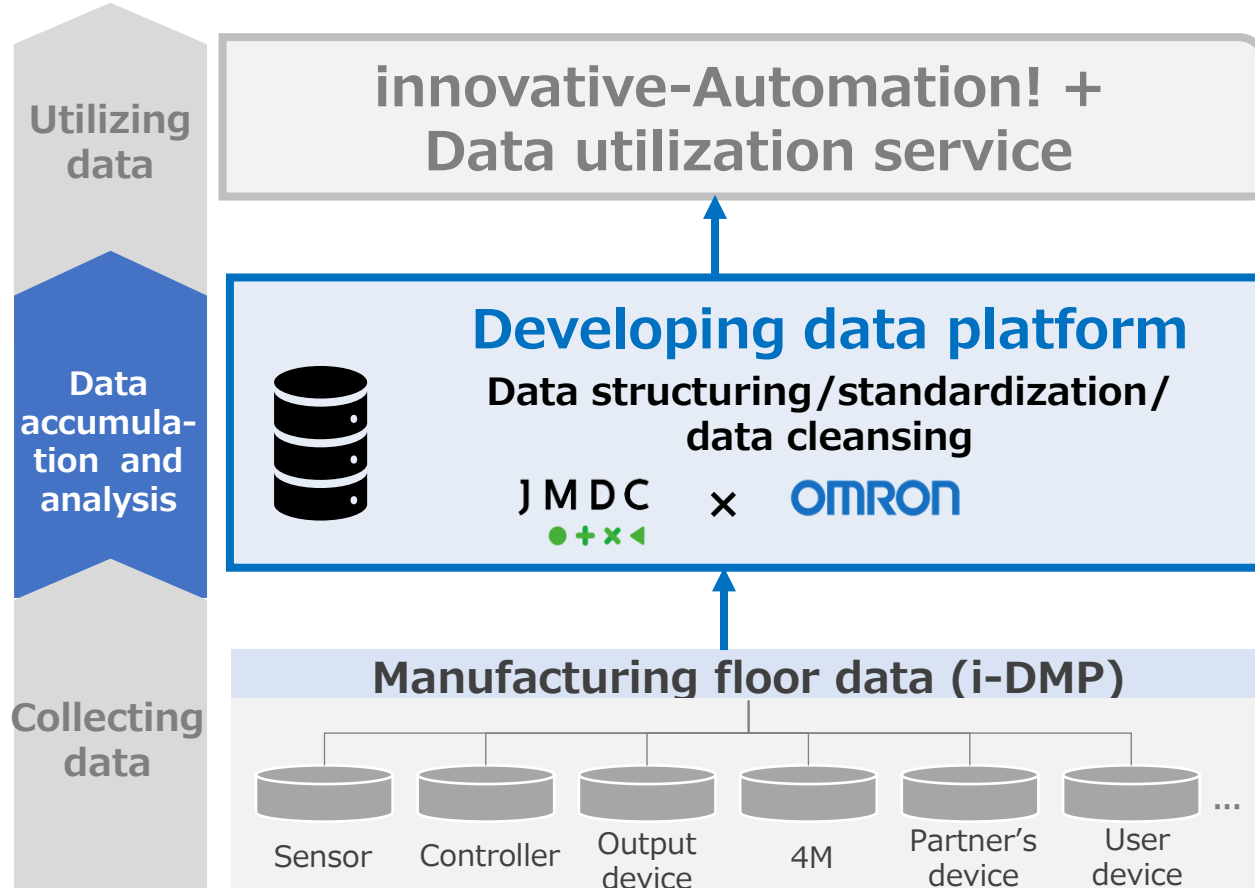 Utilizing
data
innovative-Automation! +
Data utilization service
Data
accumula-
tion and
analysis
Developing data platform
Data structuring/standardization/
data cleansing
JMDC × OMRON
Collecting
data
Manufacturing floor data (i-DMP)
Sensor
Controller
Output
device
4M
Partner’s
device
User
device
...